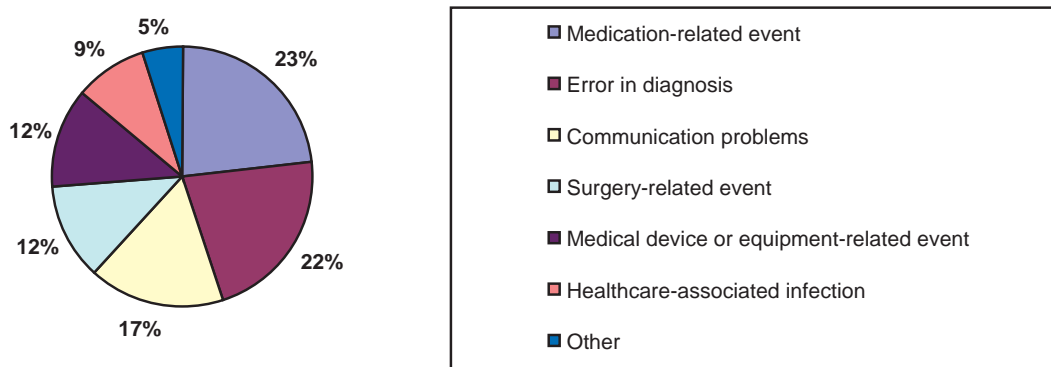 5%
9%
23%
12%
12%
22%
17%
Medication-related event
Error in diagnosis
Communication problems
Surgery-related event
Medical device or equipment-related event
Healthcare-associated infection
Other